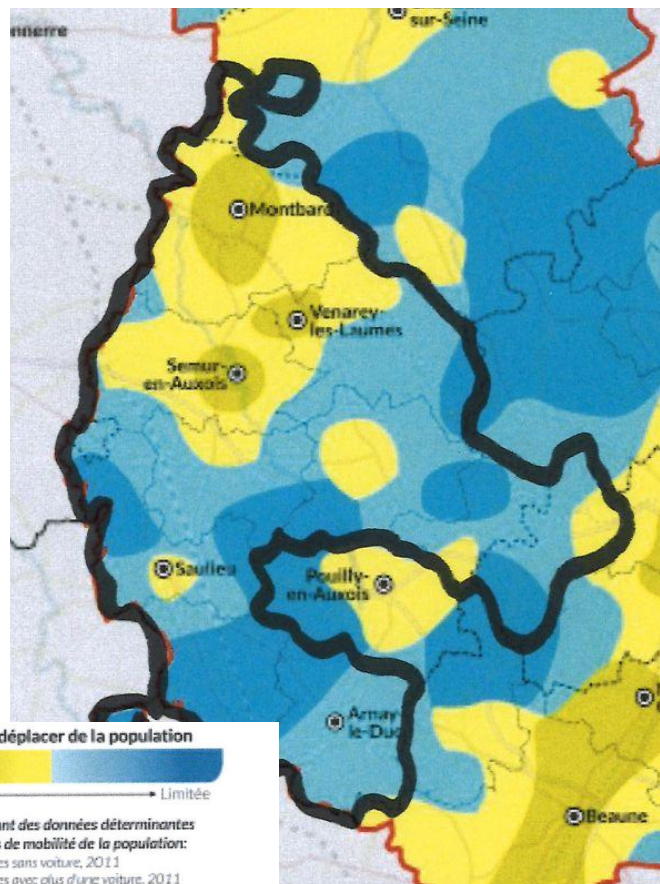 sur-Seine
Montbard
Venarey-
les-Laumes
Semur-
en-Auxois
Saulieu
Pouilly-
en-Auxois
Arnay-
le-Duc
Beaune
déplacer de la population
Limitée
nt des données déterminantes
de mobilité de la population:
es sans voiture, 2011
es avec plus d'une voiture, 2011